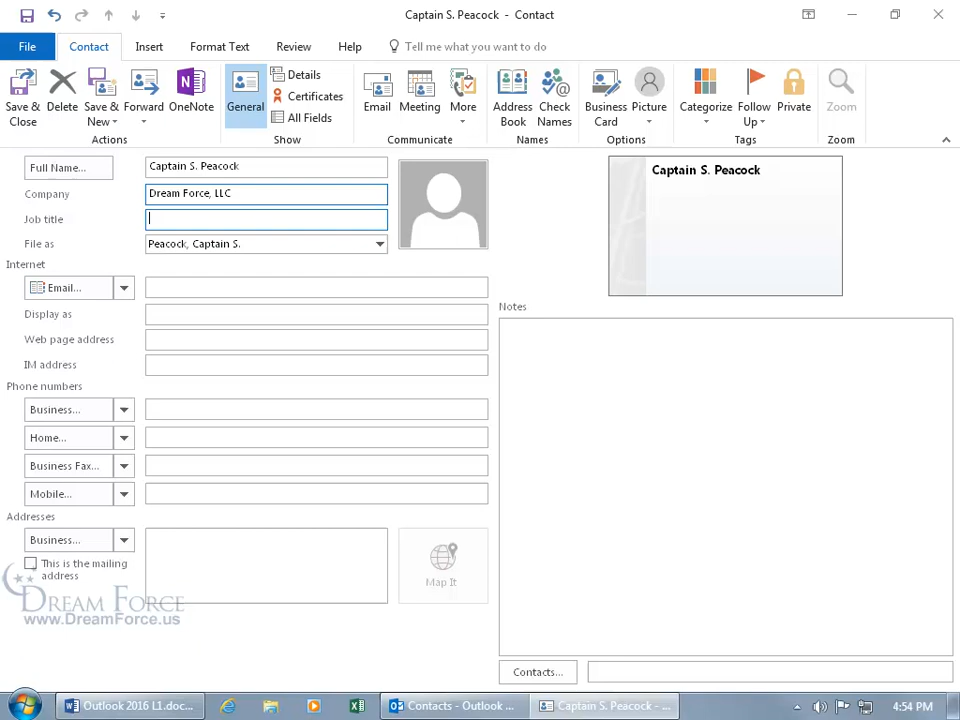 Captain S. Peacock - Contact
File Contact Insert Format Text Review Help Tell me what you want to do
Save & Close
Delete
Save & New
Forward
OneNote
Actions
General
Details
Certificates
All Fields
Show
Email
Meeting
More
Communicate
Address Book
Check Names
Names
Business Card
Picture
Options
Categorize
Follow Up
Private
Tags
Zoom
Zoom
Full Name... Captain S. Peacock
Company Dream Force, LLC
Job title
File as Peacock, Captain S.
Internet
Email...
Display as
Web page address
IM address
Phone numbers
Business...
Home...
Business Fax...
Mobile...
Addresses
Business...
This is the mailing
address
Map It
Captain S. Peacock
Notes
Contacts...
DREAM FORCE
www.DreamForce.us
Outlook 2016 L1.doc... Contacts - Outlook ... Captain S. Peacock - ... 4:54 PM